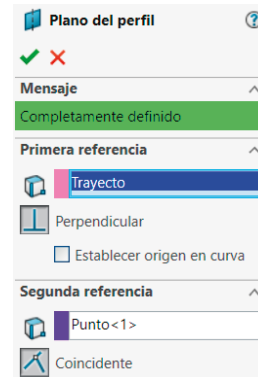 Plano del perfil
Mensaje
Completamente definido
Primera referencia
Trayecto
Perpendicular
Establecer origen en curva
Segunda referencia
Punto<1>
Coincidente